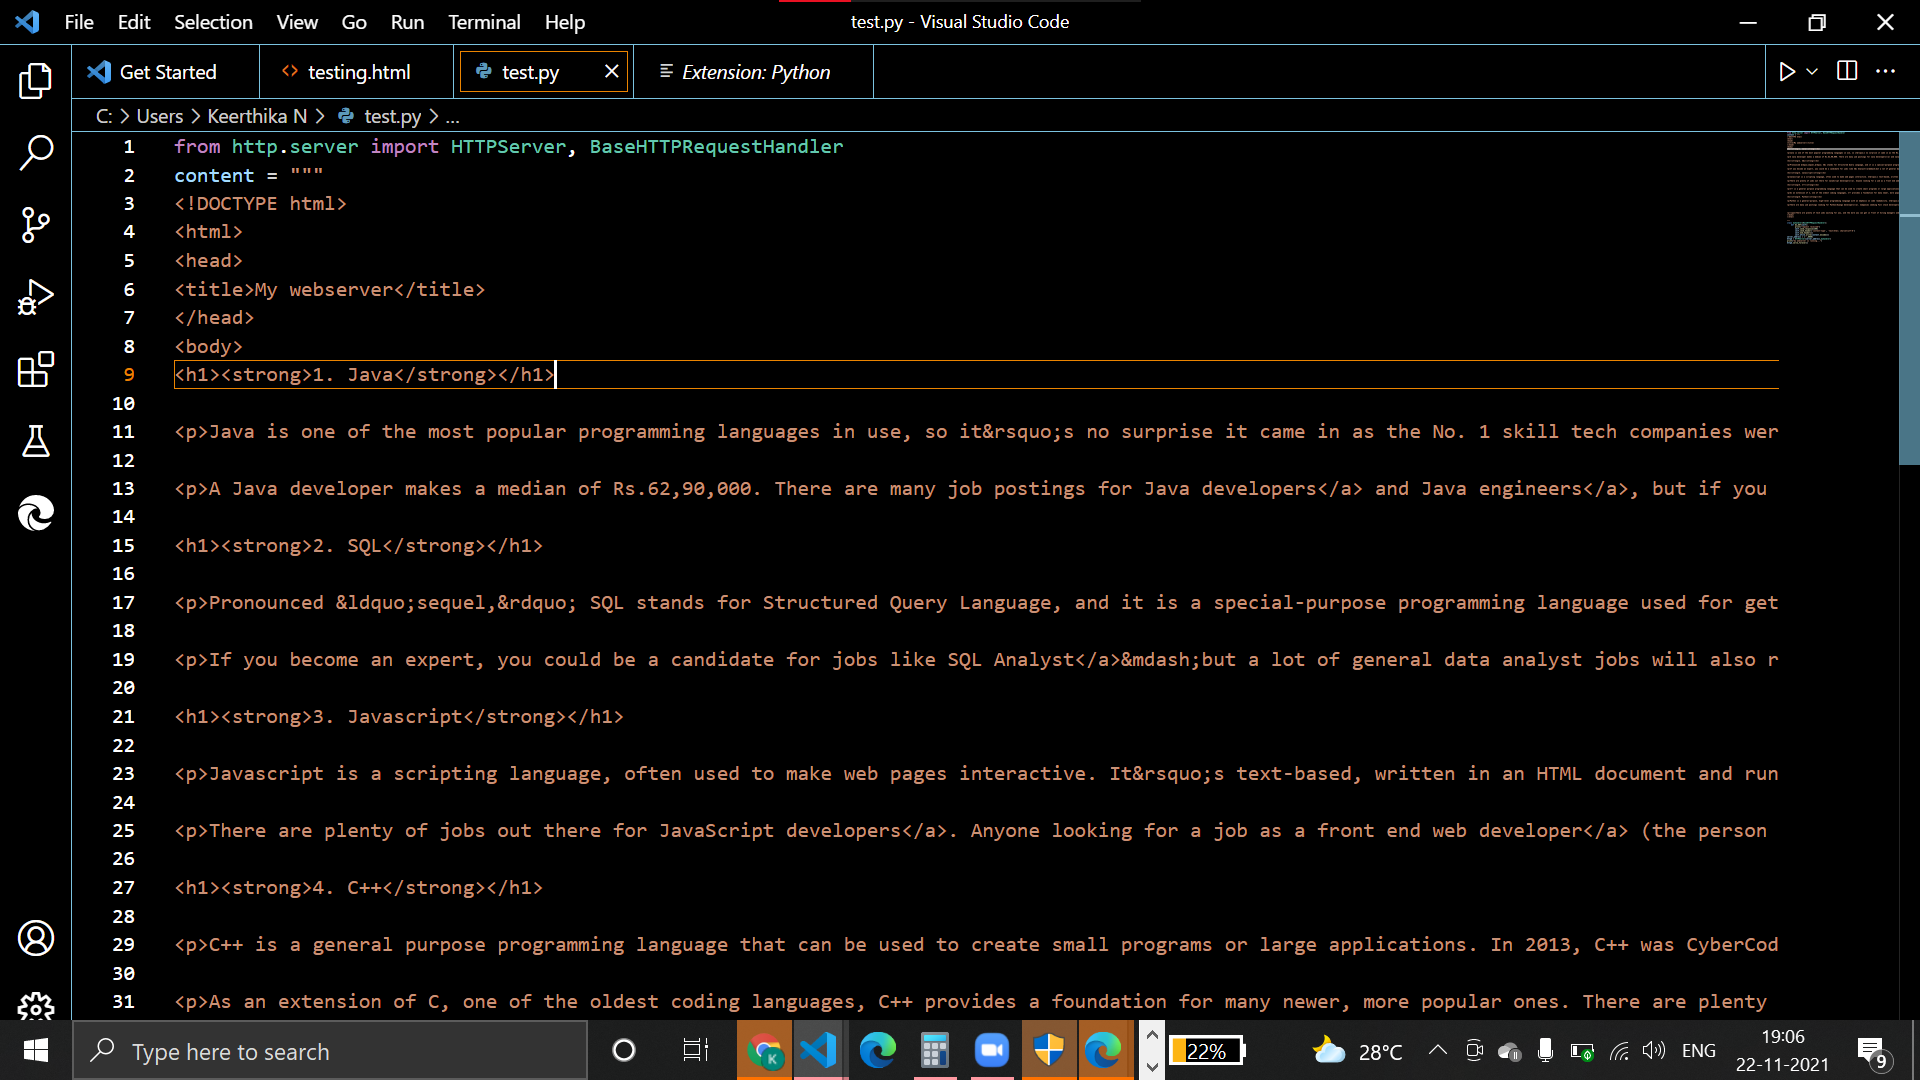 File Edit Selection View Go Run Terminal Help
test.py - Visual Studio Code
Get Started
testing.html
test.py
Extension: Python
C: > Users > Keerthika N > test.py > ...
1 from http.server import HTTPServer, BaseHTTPRequestHandler
2 content = """
3 <!DOCTYPE html>
4 <html>
5 <head>
6 <title>My webserver</title>
7 </head>
8 <body>
9 <h1><strong>1. Java</strong></h1>
10
11 <p>Java is one of the most popular programming languages in use, so it&rsquo;s no surprise it came in as the No. 1 skill tech companies wer
12
13 <p>A Java developer makes a median of Rs.62,90,000. There are many job postings for Java developers</a> and Java engineers</a>, but if you
14
15 <h1><strong>2. SQL</strong></h1>
16
17 <p>Pronounced &ldquo;sequel,&rdquo; SQL stands for Structured Query Language, and it is a special-purpose programming language used for get
18
19 <p>If you become an expert, you could be a candidate for jobs like SQL Analyst</a>&mdash;but a lot of general data analyst jobs will also r
20
21 <h1><strong>3. Javascript</strong></h1>
22
23 <p>Javascript is a scripting language, often used to make web pages interactive. It&rsquo;s text-based, written in an HTML document and run
24
25 <p>There are plenty of jobs out there for JavaScript developers</a>. Anyone looking for a job as a front end web developer</a> (the person
26
27 <h1><strong>4. C++</strong></h1>
28
29 <p>C++ is a general purpose programming language that can be used to create small programs or large applications. In 2013, C++ was CyberCod
30
31 <p>As an extension of C, one of the oldest coding languages, C++ provides a foundation for many newer, more popular ones. There are plenty
Type here to search
K
22%
28°C
ENG
19:06
22-11-2021
9